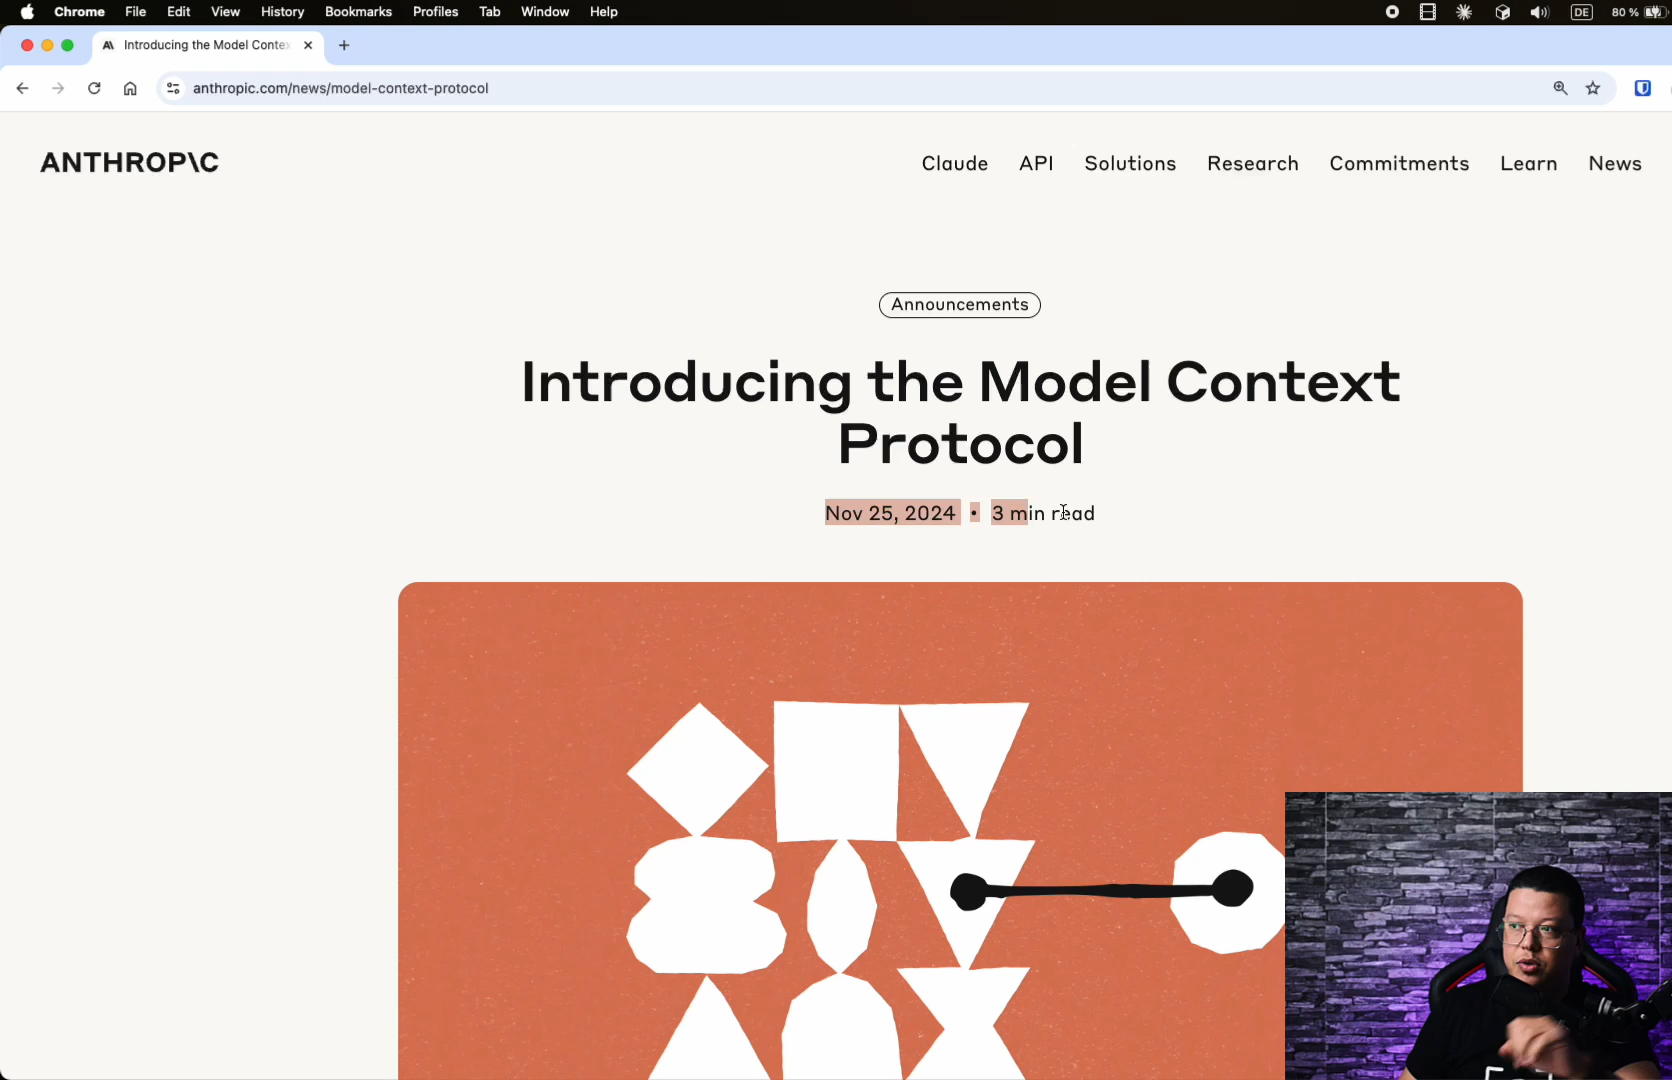 Chrome File Edit View History Bookmarks Profiles Tab Window Help DE 80 %
Introducing the Model Conte
anthropic.com/news/model-context-protocol
ANTHROP\C Claude API Solutions Research Commitments Learn News
Announcements
Introducing the Model Context
Protocol
Nov 25, 2024 • 3 min read